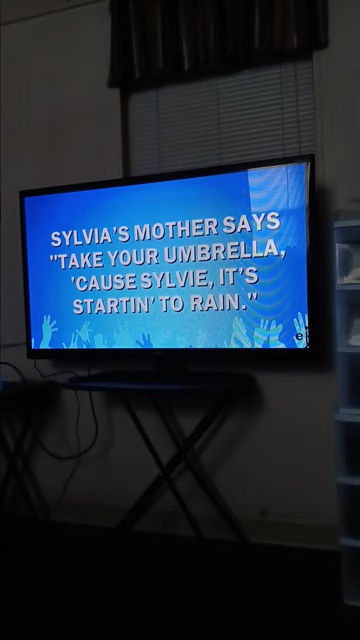 SYLVIA'S MOTHER SAYS
"TAKE YOUR UMBRELLA,
'CAUSE SYLVIE, IT'S
STARTIN' TO RAIN."